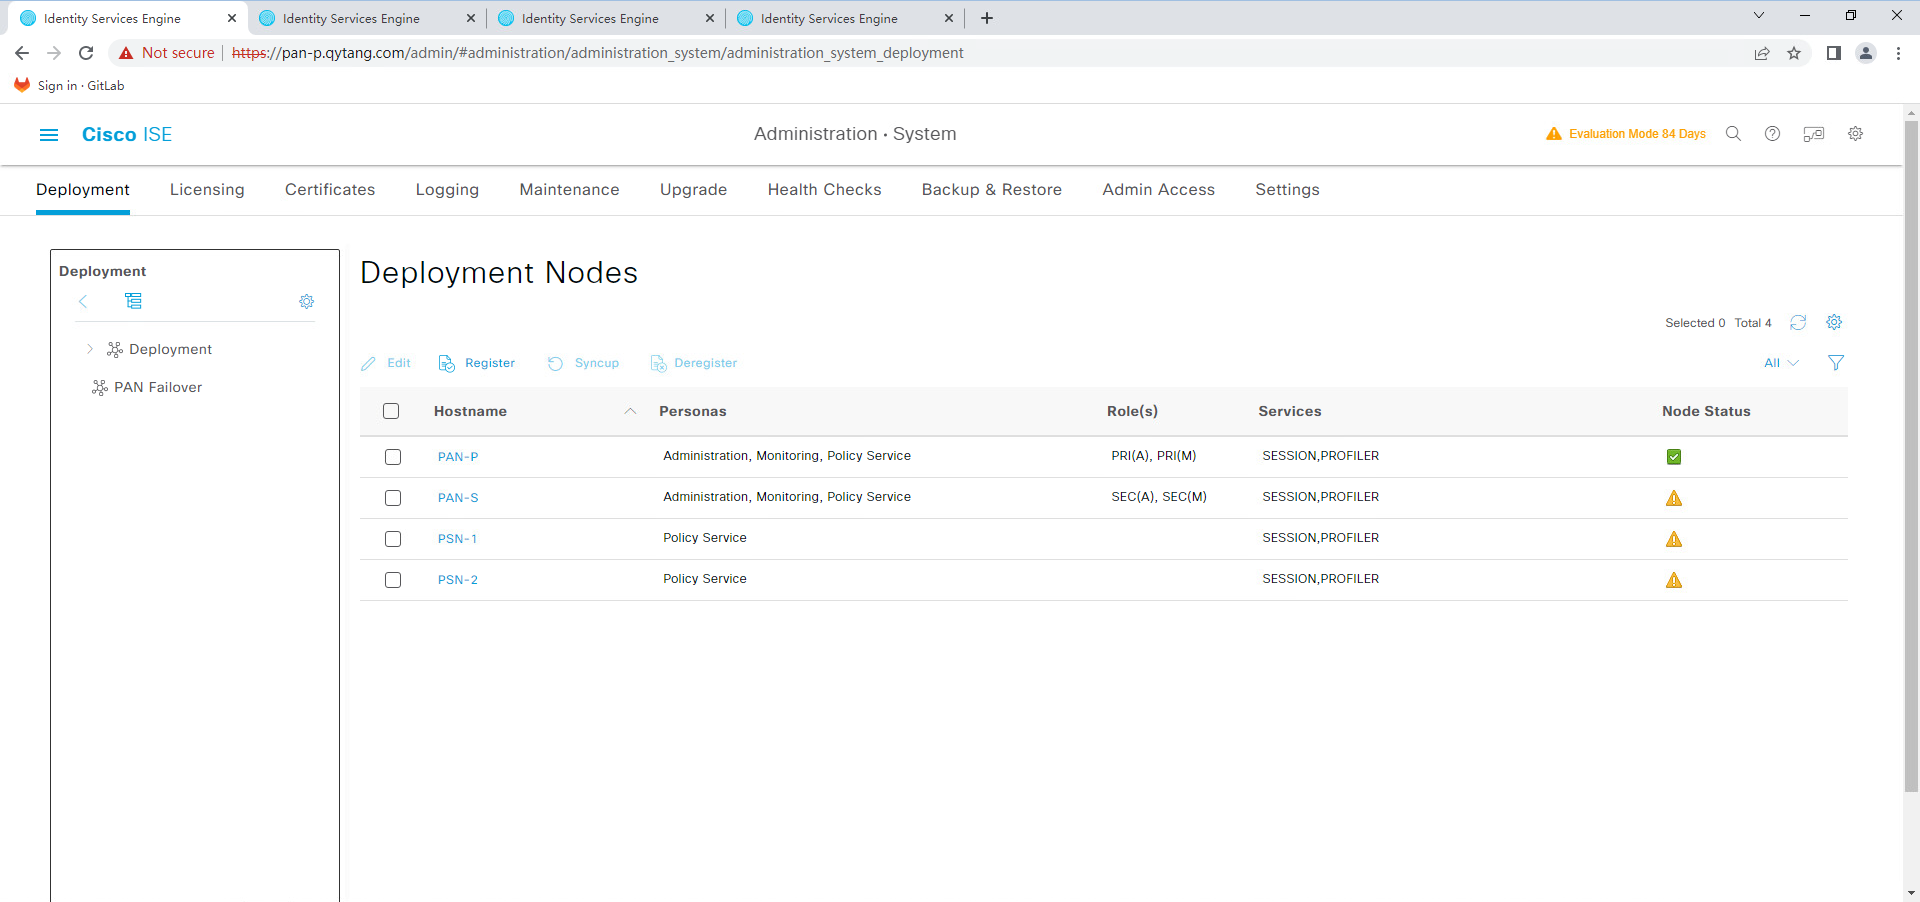 Identity Services Engine
Identity Services Engine
Identity Services Engine
Identity Services Engine
Not secure
https://pan-p.qytang.com/admin/#administration/administration_system/administration_system_deployment
Sign in · GitLab
Cisco ISE
Administration · System
Evaluation Mode 84 Days
Deployment
Licensing
Certificates
Logging
Maintenance
Upgrade
Health Checks
Backup & Restore
Admin Access
Settings
Deployment
Deployment
PAN Failover
Deployment Nodes
Selected 0 Total 4
Edit
Register
Syncup
Deregister
All
Hostname Personas Role(s) Services Node Status
PAN-P Administration, Monitoring, Policy Service PRI(A), PRI(M) SESSION,PROFILER
PAN-S Administration, Monitoring, Policy Service SEC(A), SEC(M) SESSION,PROFILER
PSN-1 Policy Service SESSION,PROFILER
PSN-2 Policy Service SESSION,PROFILER